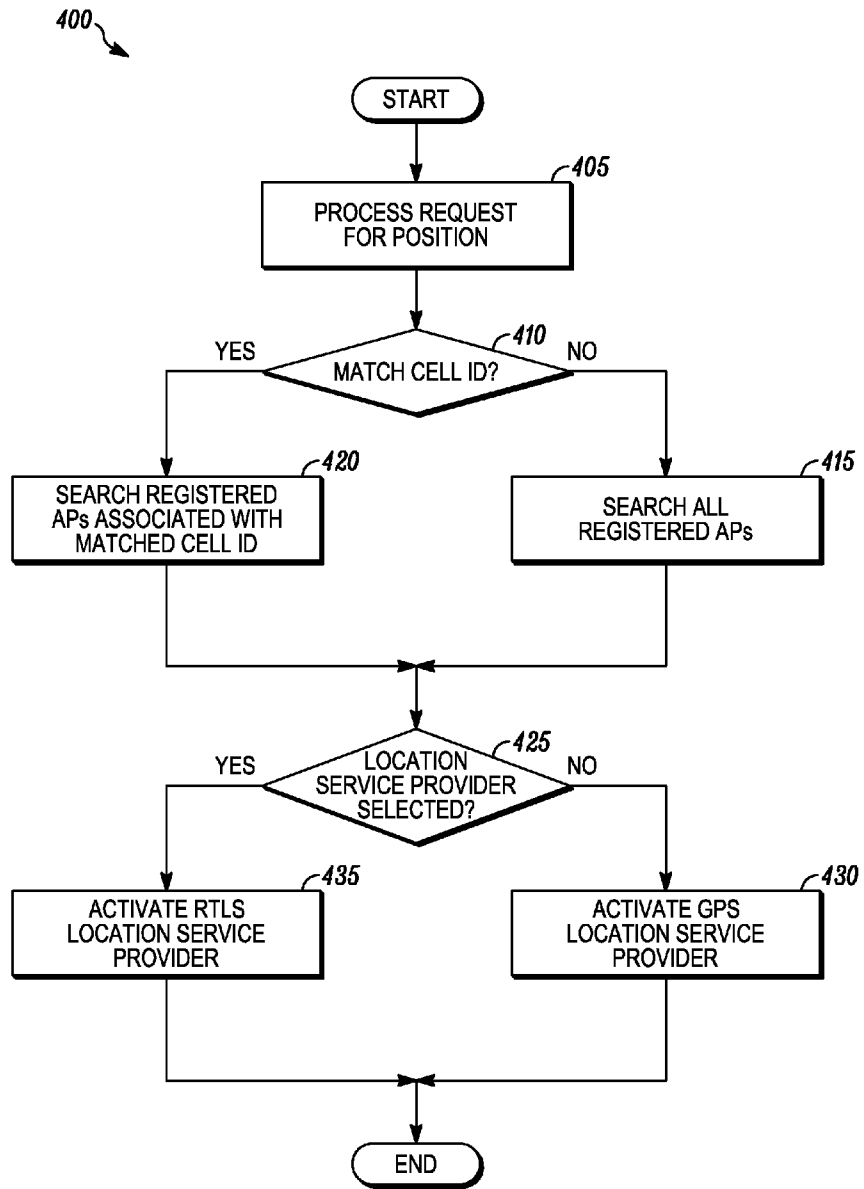 400
START
405
PROCESS REQUEST
FOR POSITION
410
YES
NO
MATCH CELL ID?
420
SEARCH REGISTERED
APs ASSOCIATED WITH
MATCHED CELL ID
415
SEARCH ALL
REGISTERED APs
425
YES
NO
LOCATION
SERVICE PROVIDER
SELECTED?
435
ACTIVATE RTLS
LOCATION SERVICE
PROVIDER
430
ACTIVATE GPS
LOCATION SERVICE
PROVIDER
END